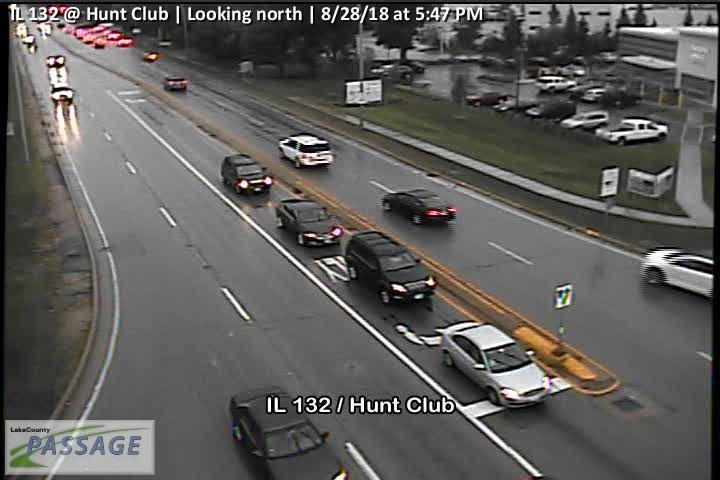 IL 132 @ Hunt Club | Looking north | 8/28/18 at 5:47 PM
IL 132 / Hunt Club
LakeCounty
PASSAGE